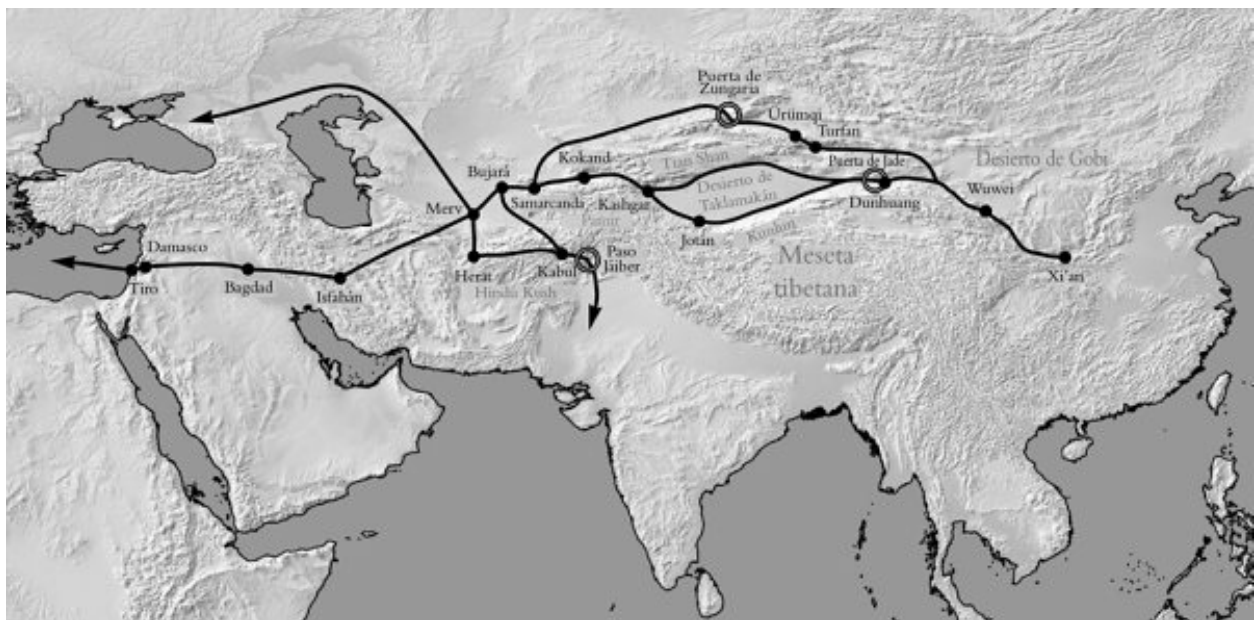 Puerta de
Zungaria
Ürümqi
Turfan
Kokand
Tian Shan
Puerta de Jade
Desierto de Gobi
Bujará
Desierto de
Taklamakán
Samarcanda
Kashgar
Dunhuang
Wuwei
Merv
Pamir
Jotán
Kunlun
Damasco
Paso
Jáiber
Meseta
tibetana
Tiro
Bagdad
Isfahán
Herat
Kabul
Hindu Kush
Xi'an